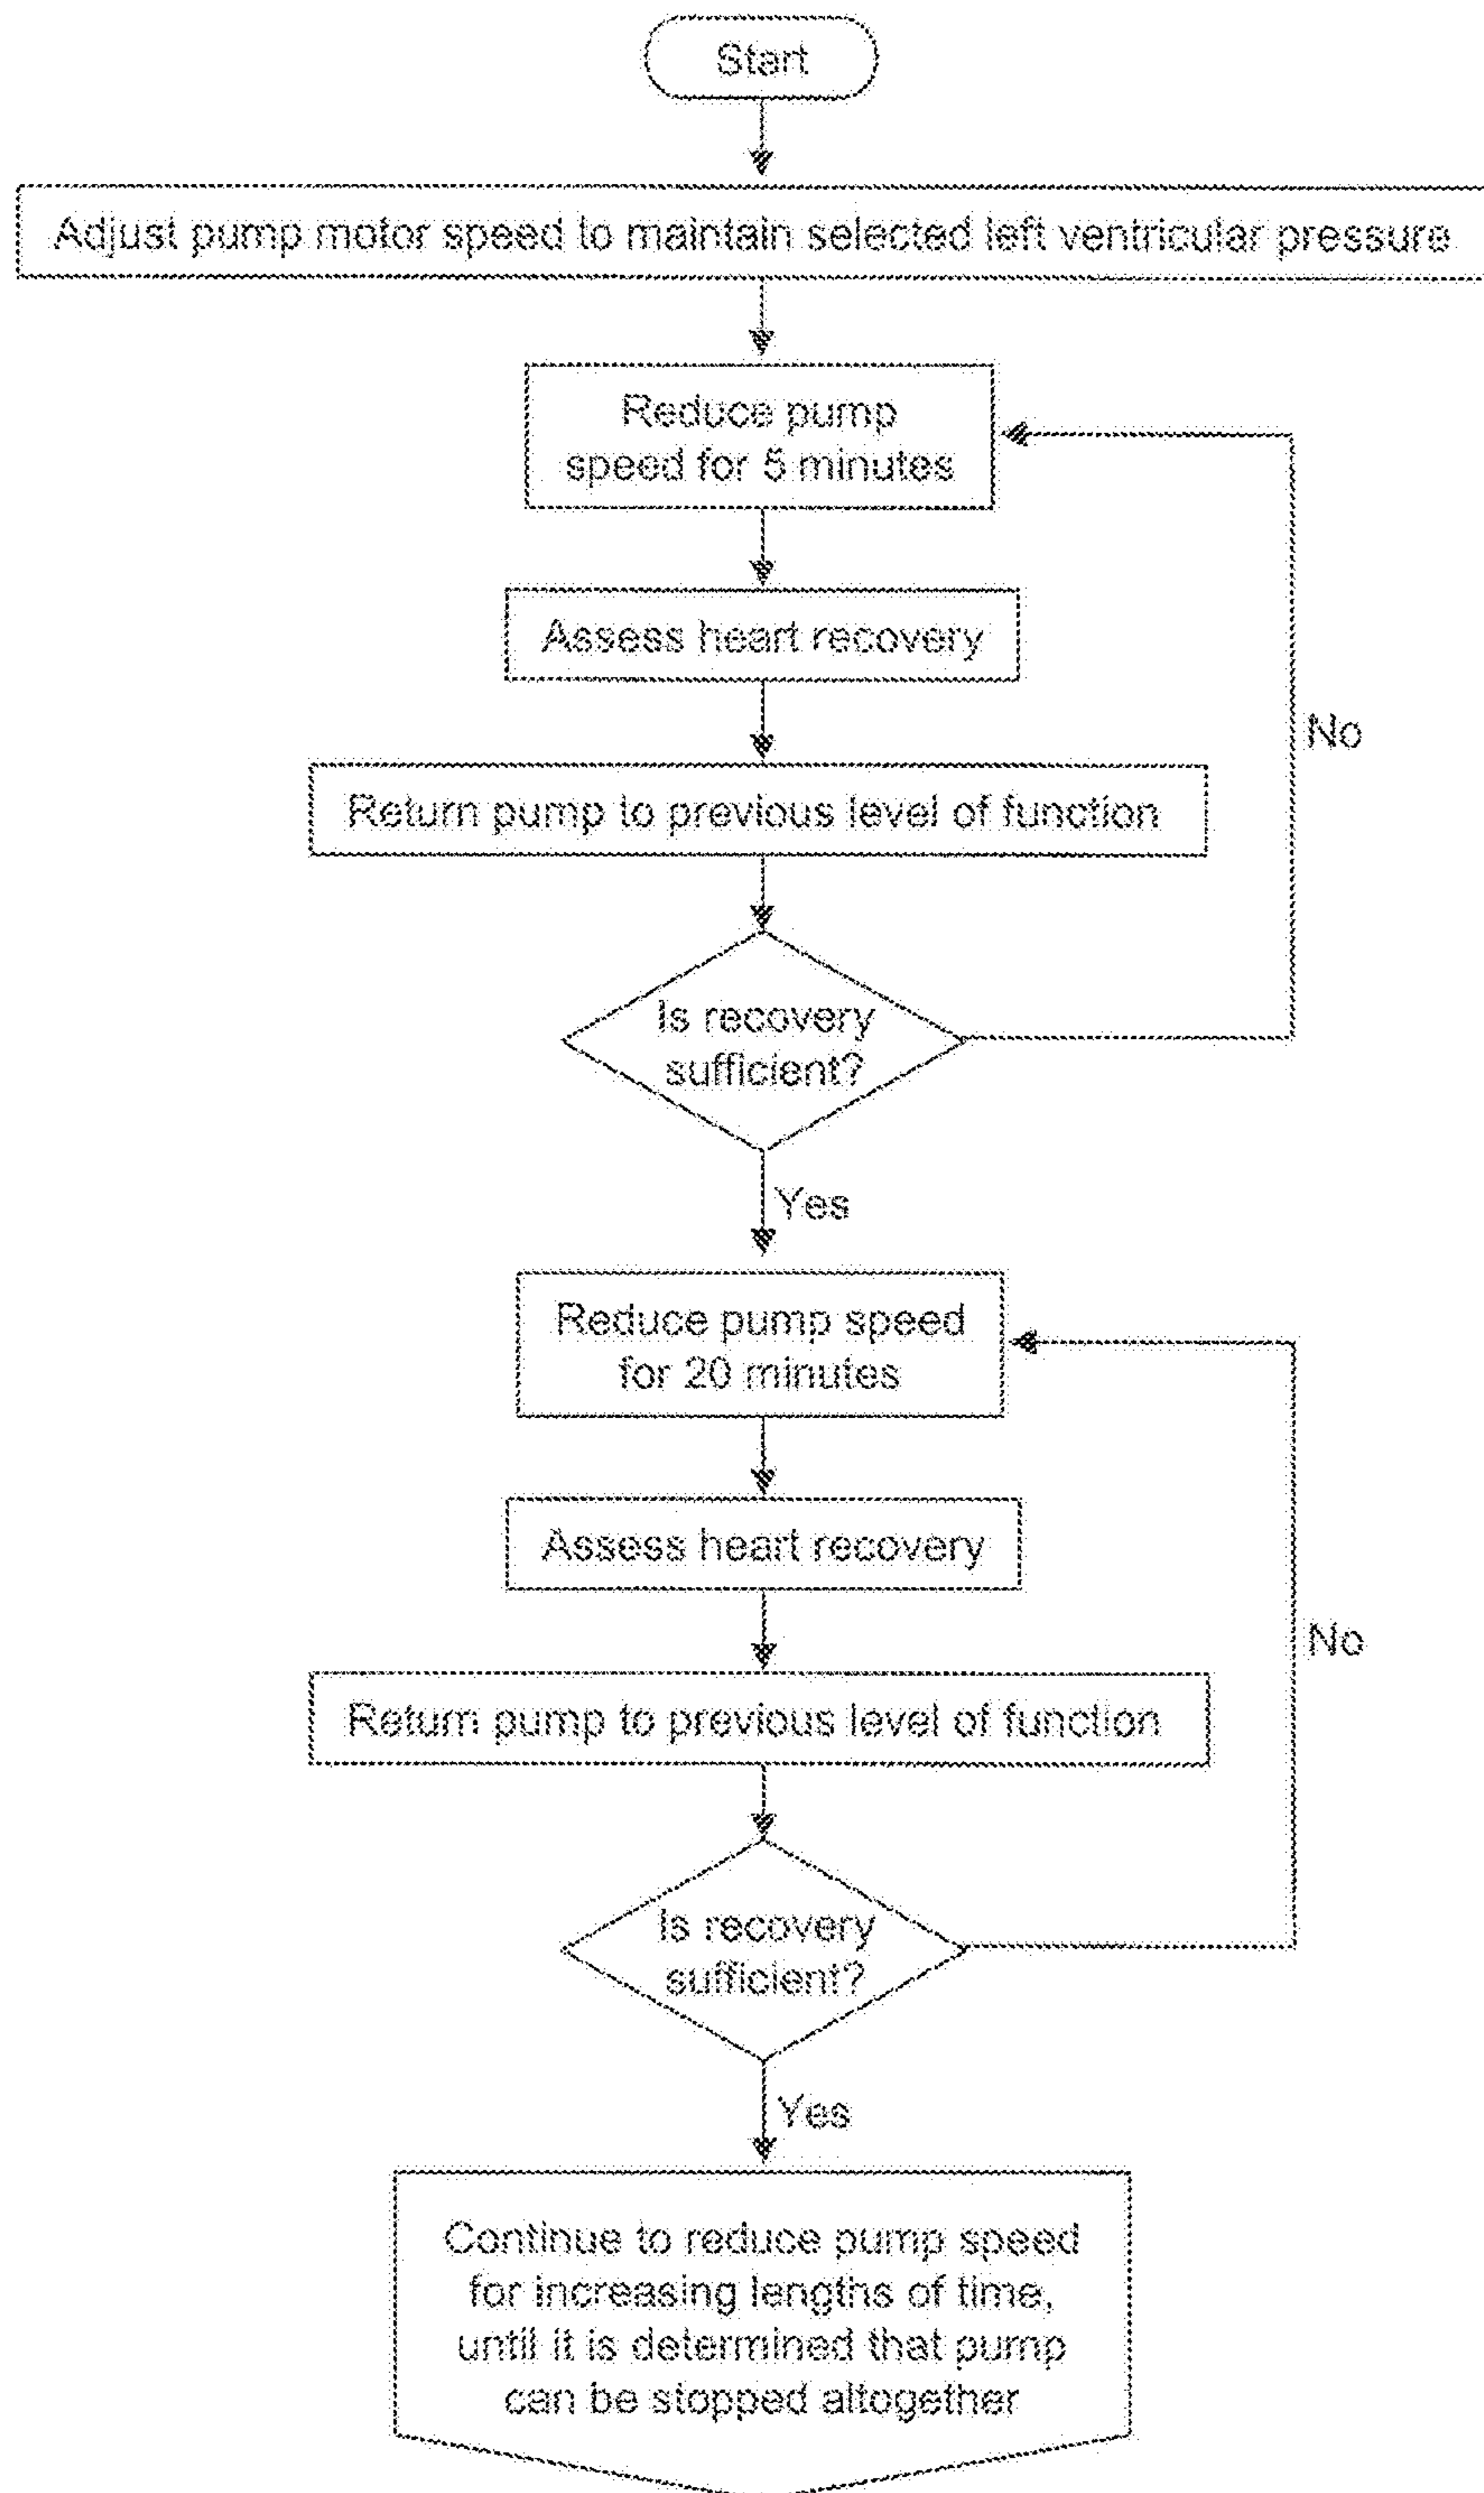 Start
Adjust pump motor speed to maintain selected left ventricular pressure
Reduce pump
speed for 5 minutes
Assess heart recovery
No
Return pump to previous level of function
Is recovery
sufficient?
Yes
Reduce pump speed
for 20 minutes
Assess heart recovery
No
Return pump to previous level of function
Is recovery
sufficient?
Yes
Continue to reduce pump speed
for increasing lengths of time,
until it is determined that pump
can be stopped altogether